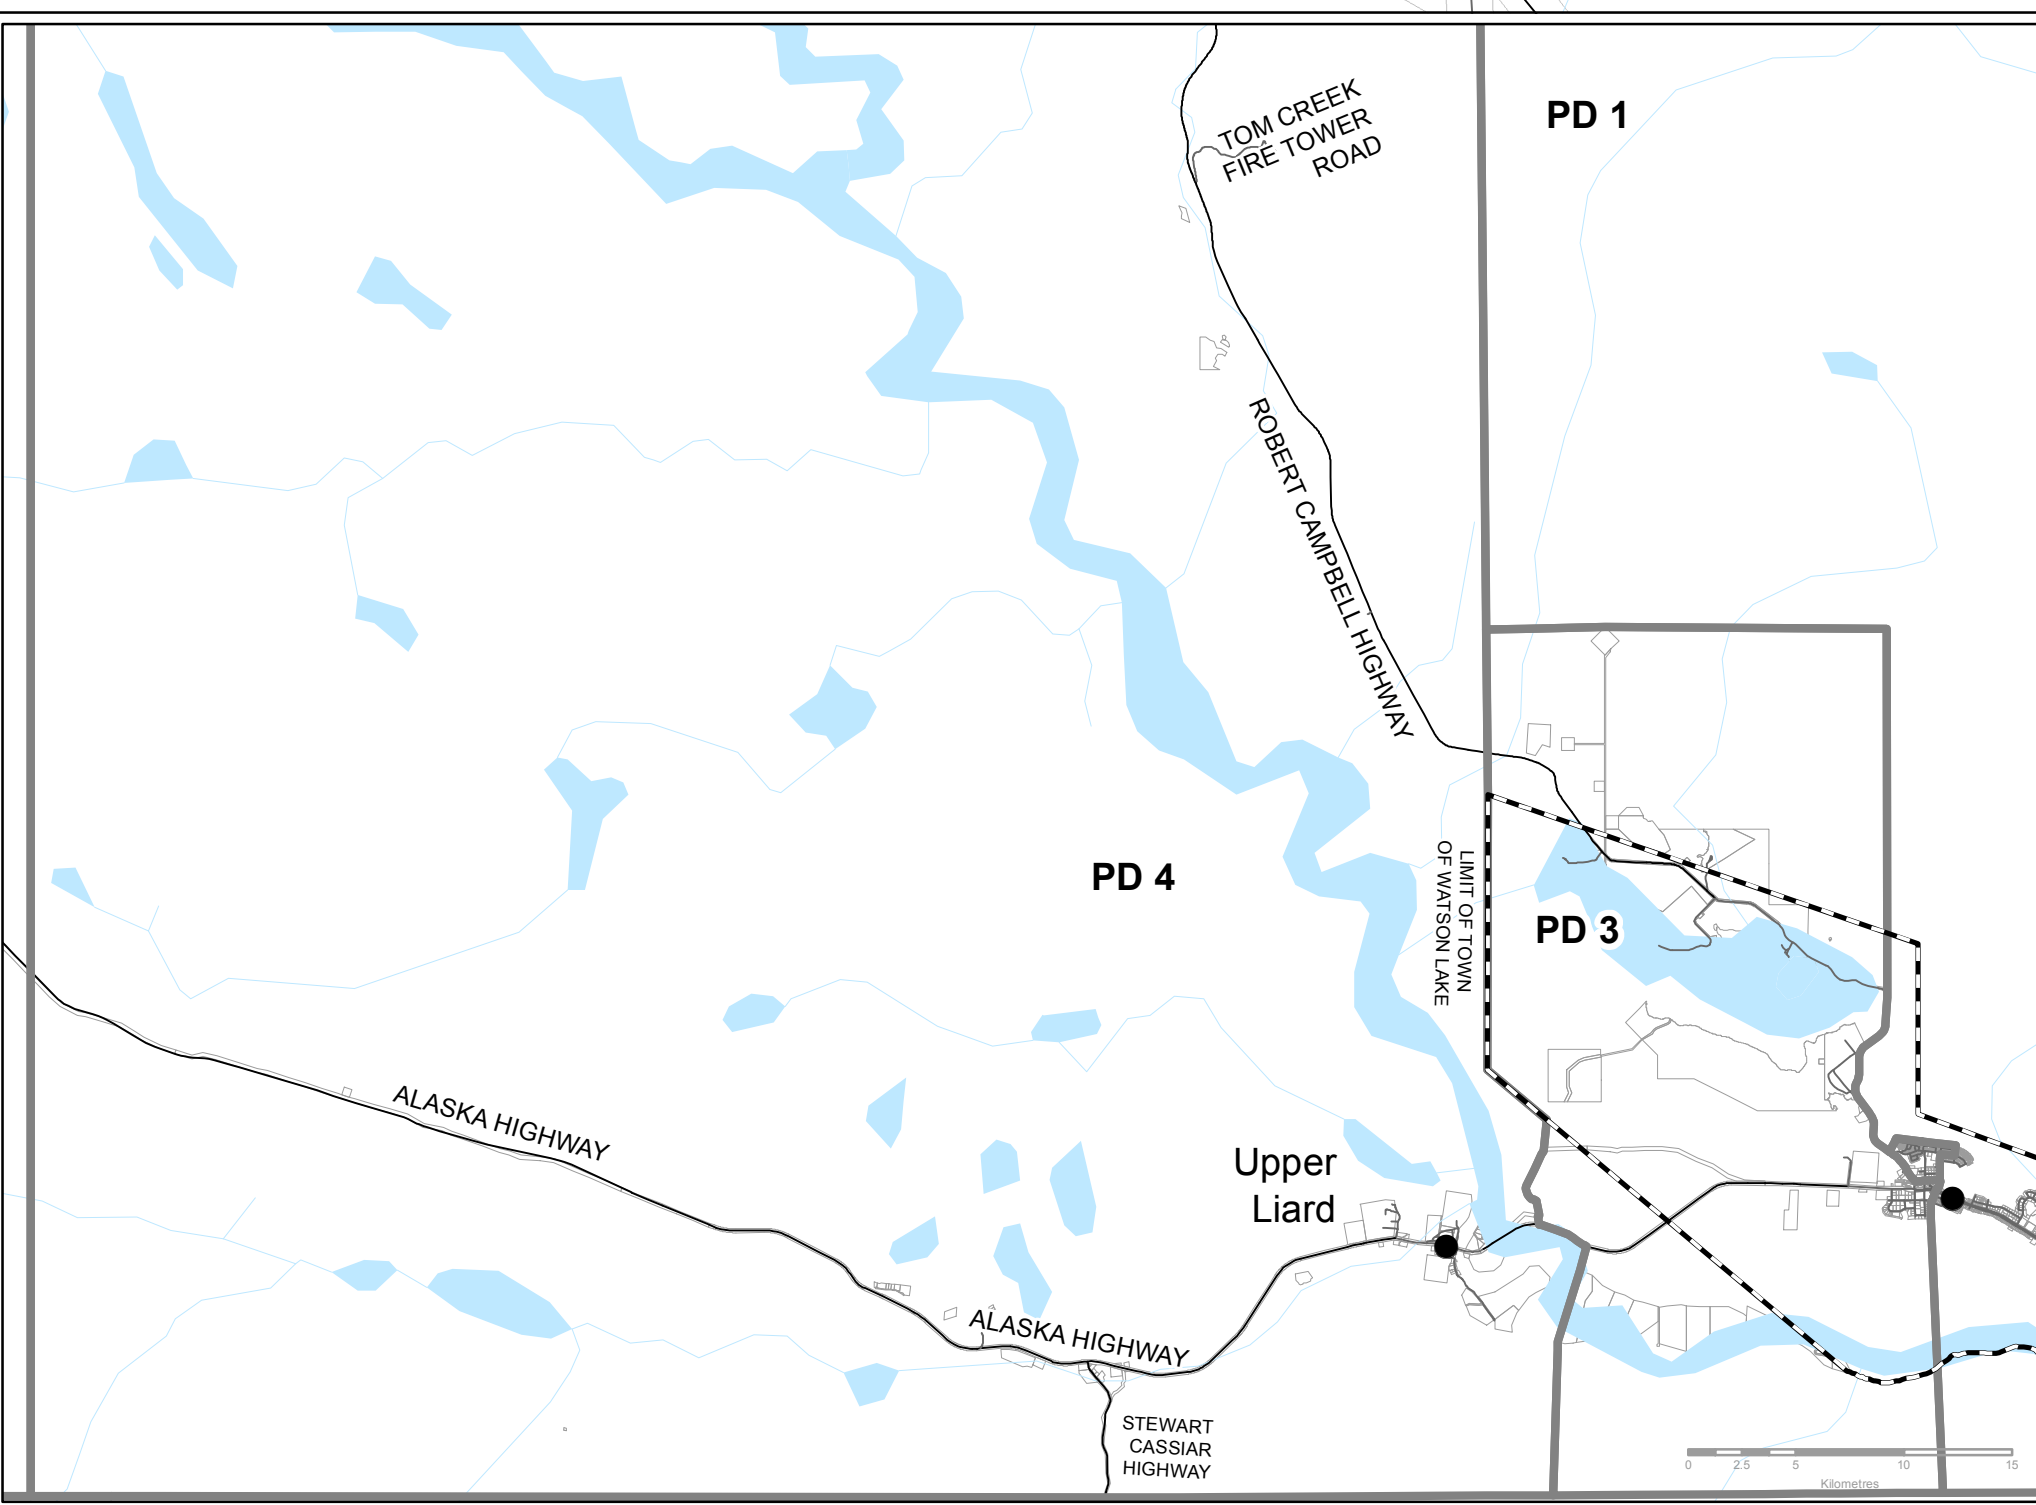 PD 1
TOM CREEK
FIRE TOWER
ROAD
ROBERT CAMPBELL HIGHWAY
PD 4
LIMIT OF TOWN
OF WATSON LAKE
PD 3
ALASKA HIGHWAY
Upper
Liard
ALASKA HIGHWAY
STEWART
CASSIAR
HIGHWAY
0 2.5 5 10 15
Kilometres